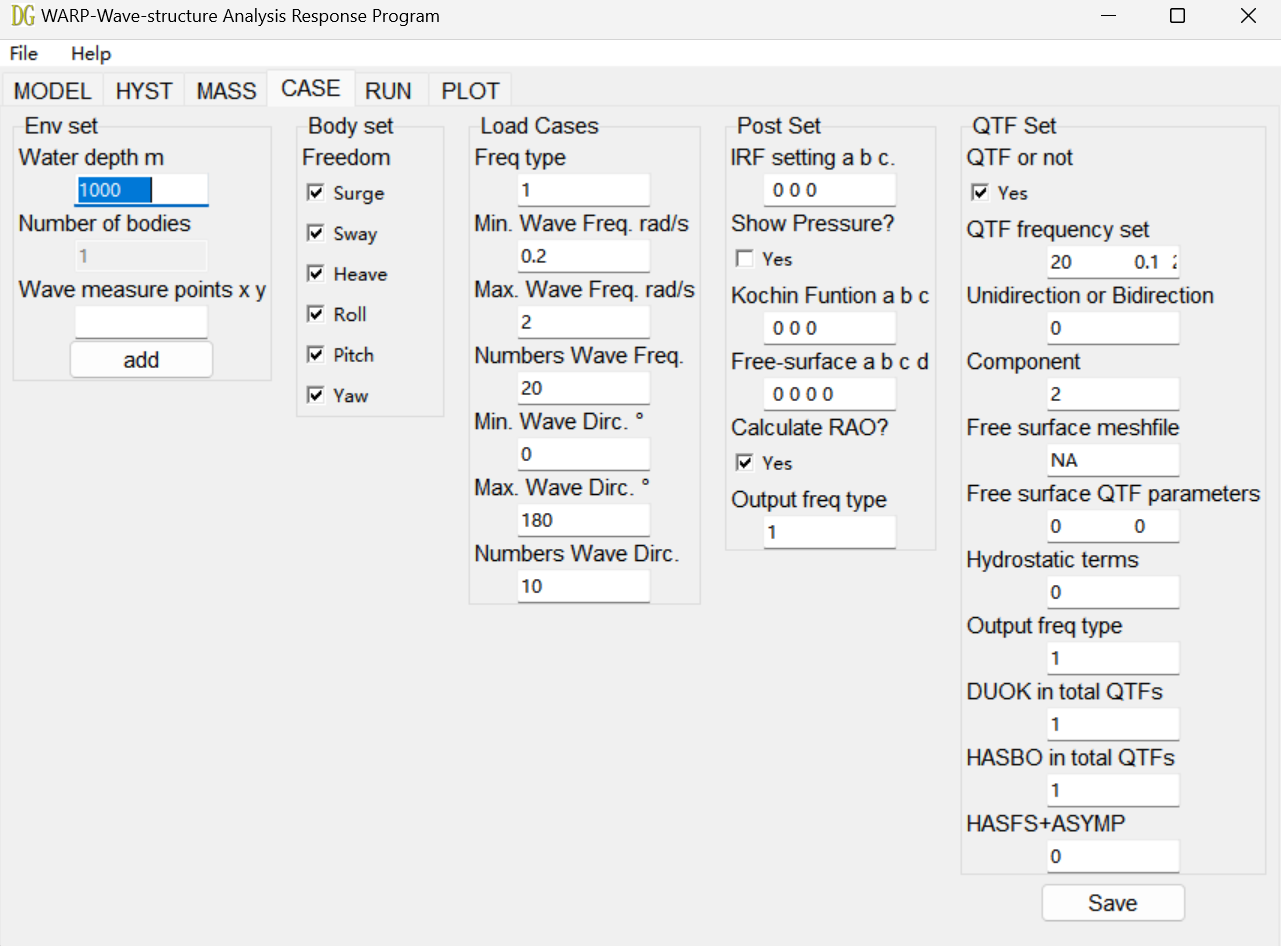 DG WARP-Wave-structure Analysis Response Program
File Help
MODEL HYST MASS CASE RUN PLOT
Env set
Water depth m
1000
Number of bodies
1
Wave measure points x y
add
Body set
Freedom
Surge
Sway
Heave
Roll
Pitch
Yaw
Load Cases
Freq type
1
Min. Wave Freq. rad/s
0.2
Max. Wave Freq. rad/s
2
Numbers Wave Freq.
20
Min. Wave Dirc. °
0
Max. Wave Dirc. °
180
Numbers Wave Dirc.
10
Post Set
IRF setting a b c.
0 0 0
Show Pressure?
Yes
Kochin Funtion a b c
0 0 0
Free-surface a b c d
0 0 0 0
Calculate RAO?
Yes
Output freq type
1
QTF Set
QTF or not
Yes
QTF frequency set
20 0.1
Unidirection or Bidirection
0
Component
2
Free surface meshfile
NA
Free surface QTF parameters
0 0
Hydrostatic terms
0
Output freq type
1
DUOK in total QTFs
1
HASBO in total QTFs
1
HASFS+ASYMP
0
Save